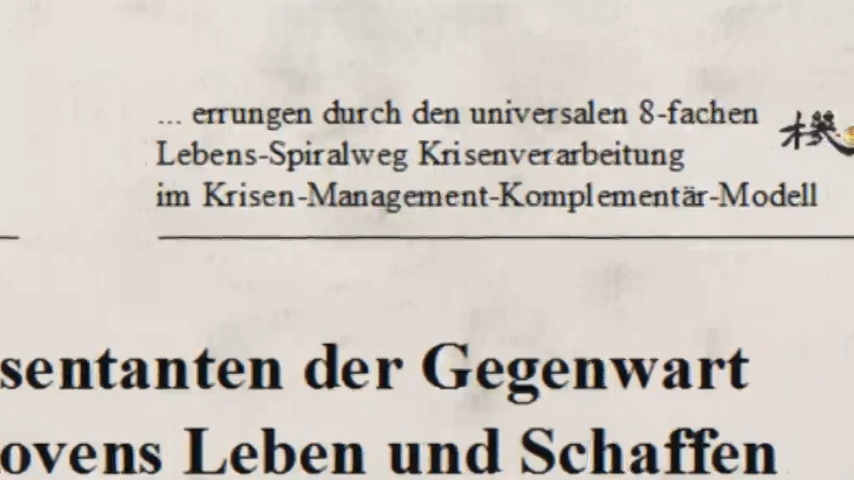 ... errungen durch den universalen 8-fachen
Lebens-Spiralweg Krisenverarbeitung
im Krisen-Management-Komplementär-Modell
機
sentanten der Gegenwart
ovens Leben und Schaffen